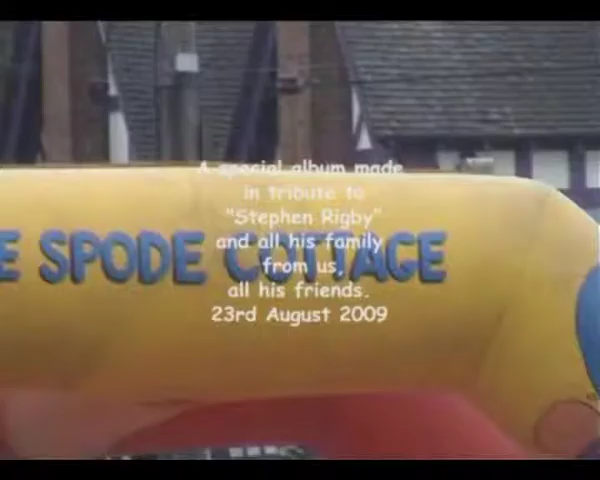 A special album made
in tribute to
"Stephen Rigby"
and all his family
from us,
all his friends.
23rd August 2009
E SPODE COTTAGE